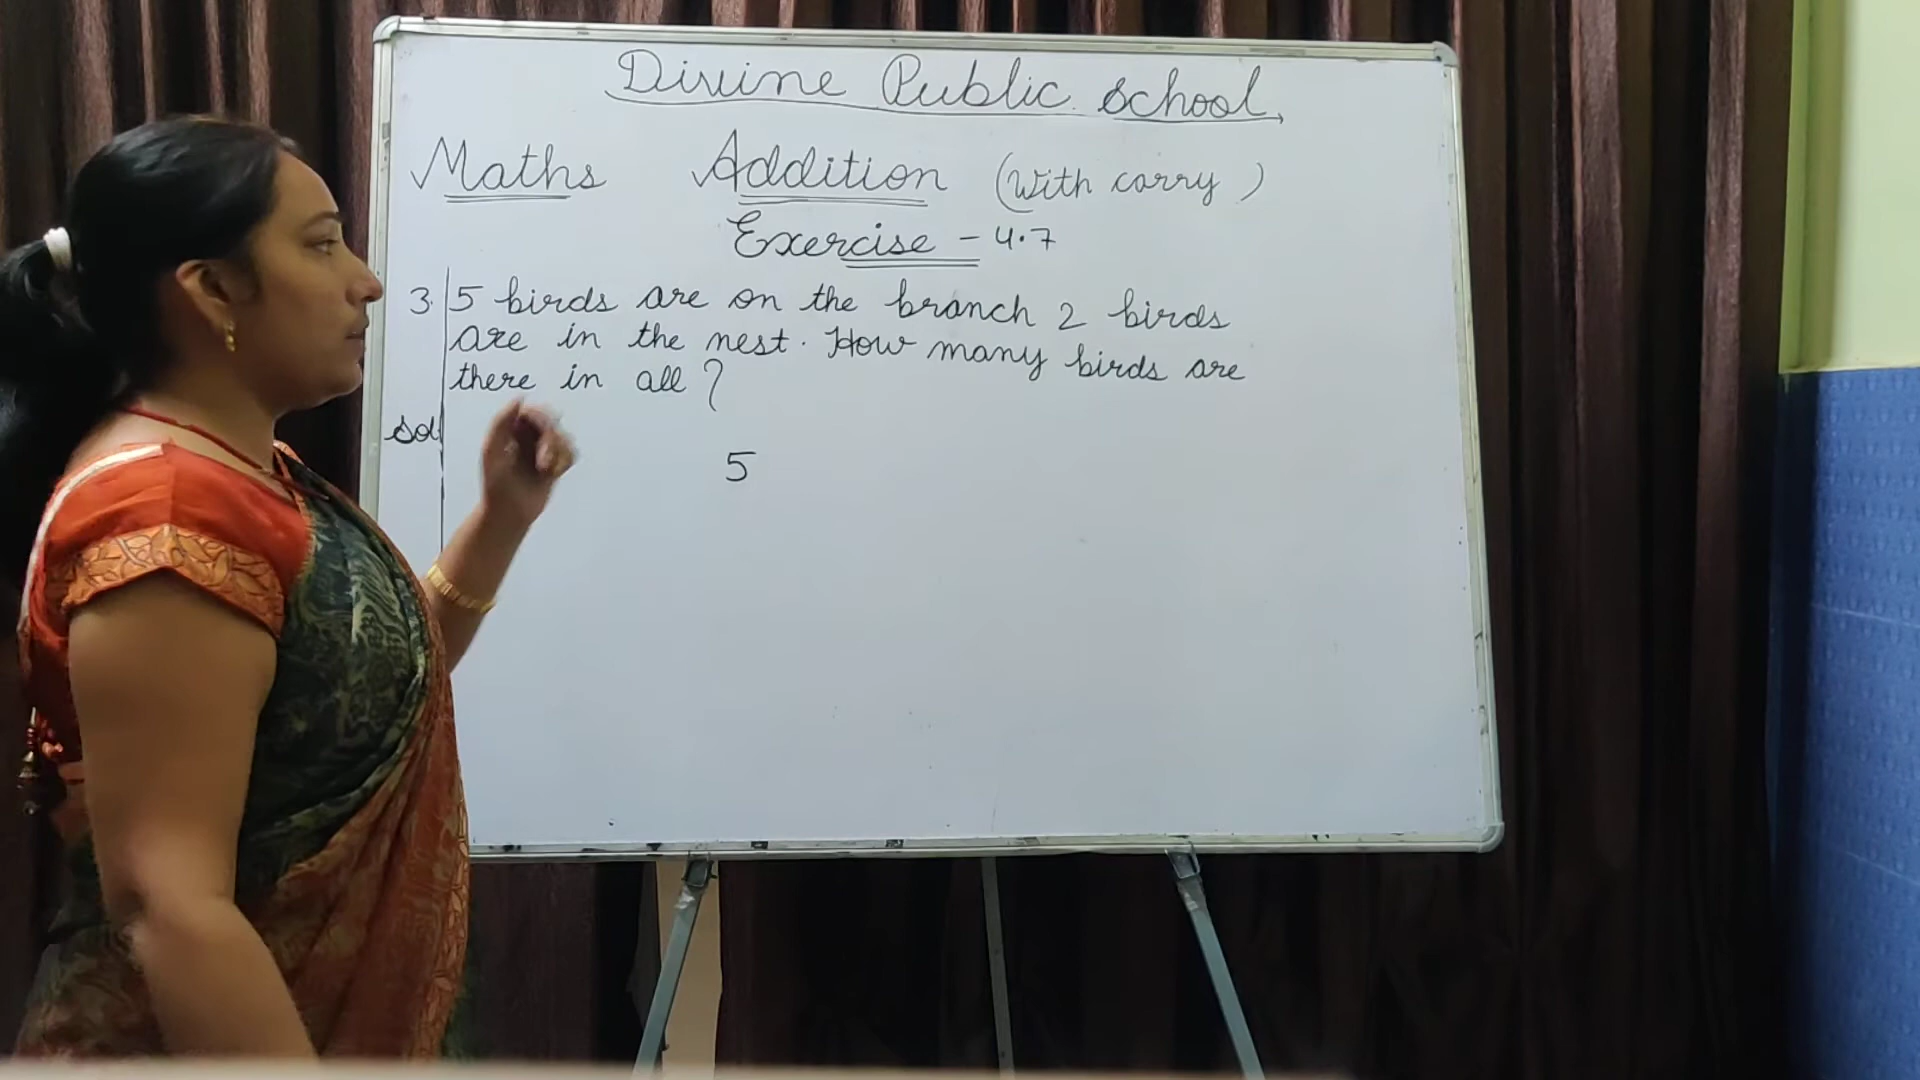 Divine Public school
Maths Addition (with carry)
Exercise - 4.7
3. 5 birds are on the branch 2 birds
are in the nest. How many birds are
there in all ?
sol
5